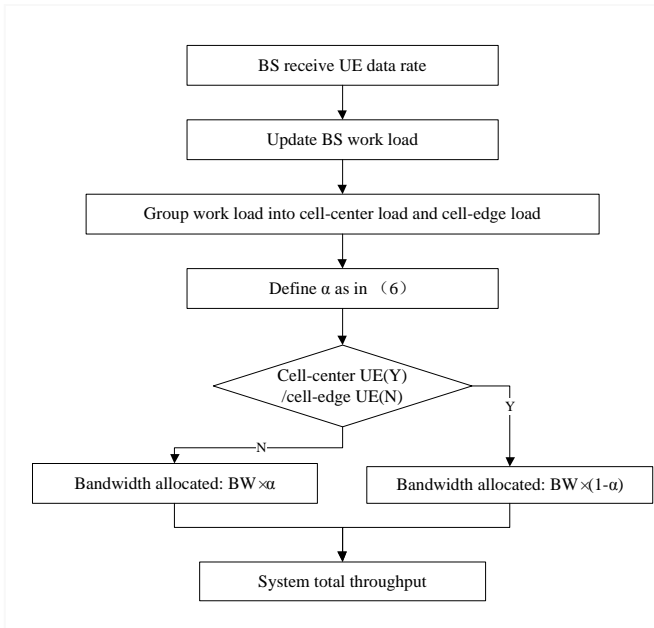 BS receive UE data rate
Update BS work load
Group work load into cell-center load and cell-edge load
Define α as in （6）
Cell-center UE(Y)
/cell-edge UE(N)
Y
N
Bandwidth allocated: BW×α
Bandwidth allocated: BW×(1-α)
System total throughput